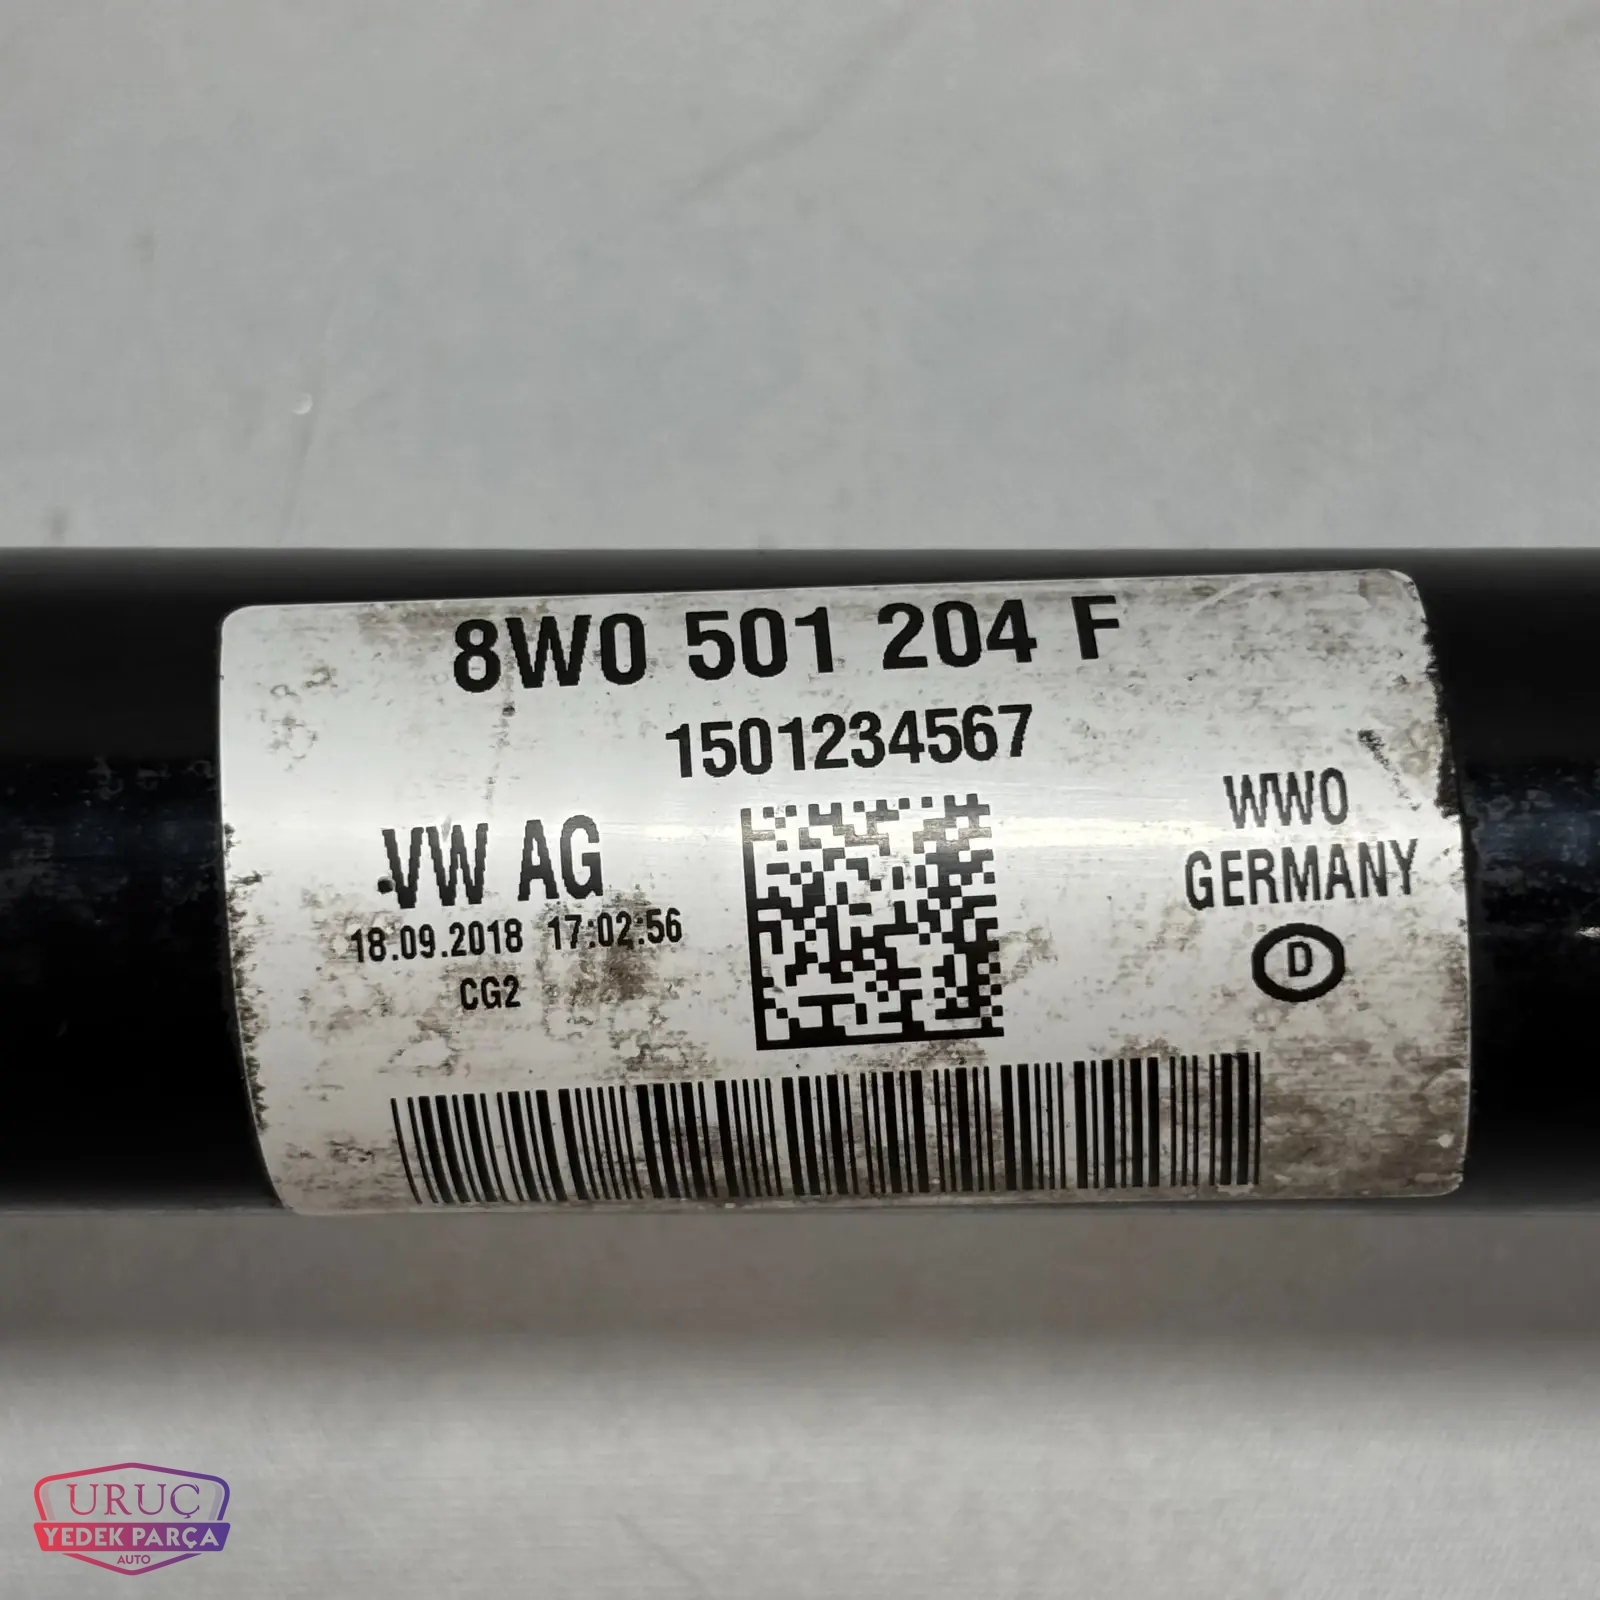 8W0 501 204 F
1501234567
VW AG
18.09.2018 17:02:56
CG2
WWO
GERMANY
D
URUÇ
YEDEK PARÇA
AUTO